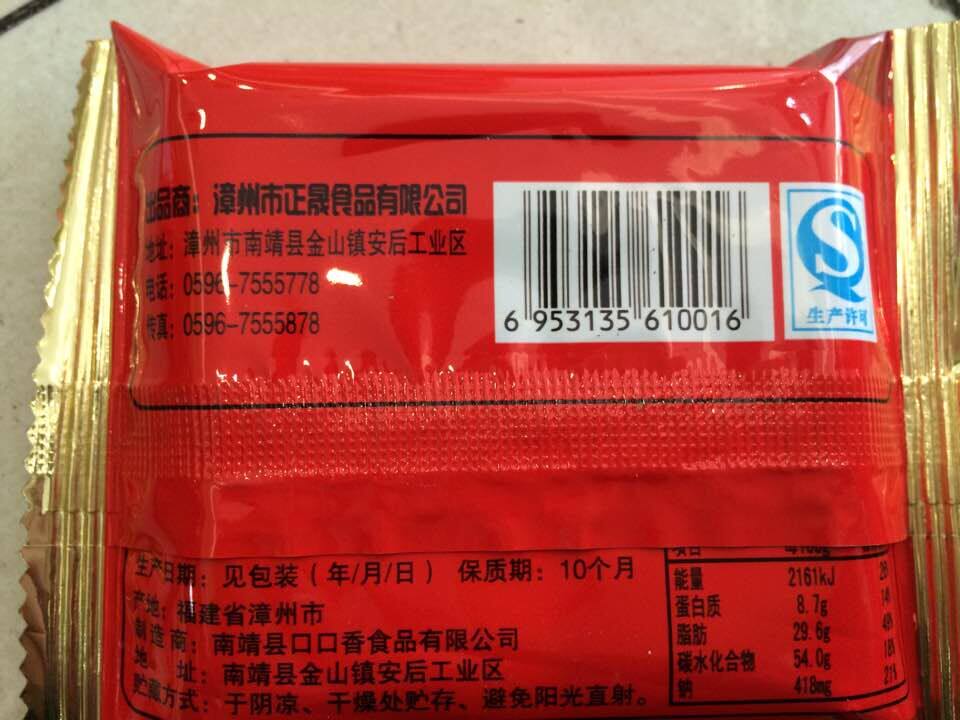 出品商：漳州市正晟食品有限公司
地址：漳州市南靖县金山镇安后工业区
电话：0596-7555778
传真：0596-7555878
6 953135 610016
生产许可
生产日期：见包装（年/月/日） 保质期：10个月
产地：福建省漳州市
制造商：南靖县口口香食品有限公司
地 址：南靖县金山镇安后工业区
贮藏方式：于阴凉、干燥处贮存、避免阳光直射。
项目
能量 2161kJ
蛋白质 8.7g 14
脂肪 29.6g 49%
碳水化合物 54.0g 18%
钠 418mg 21%